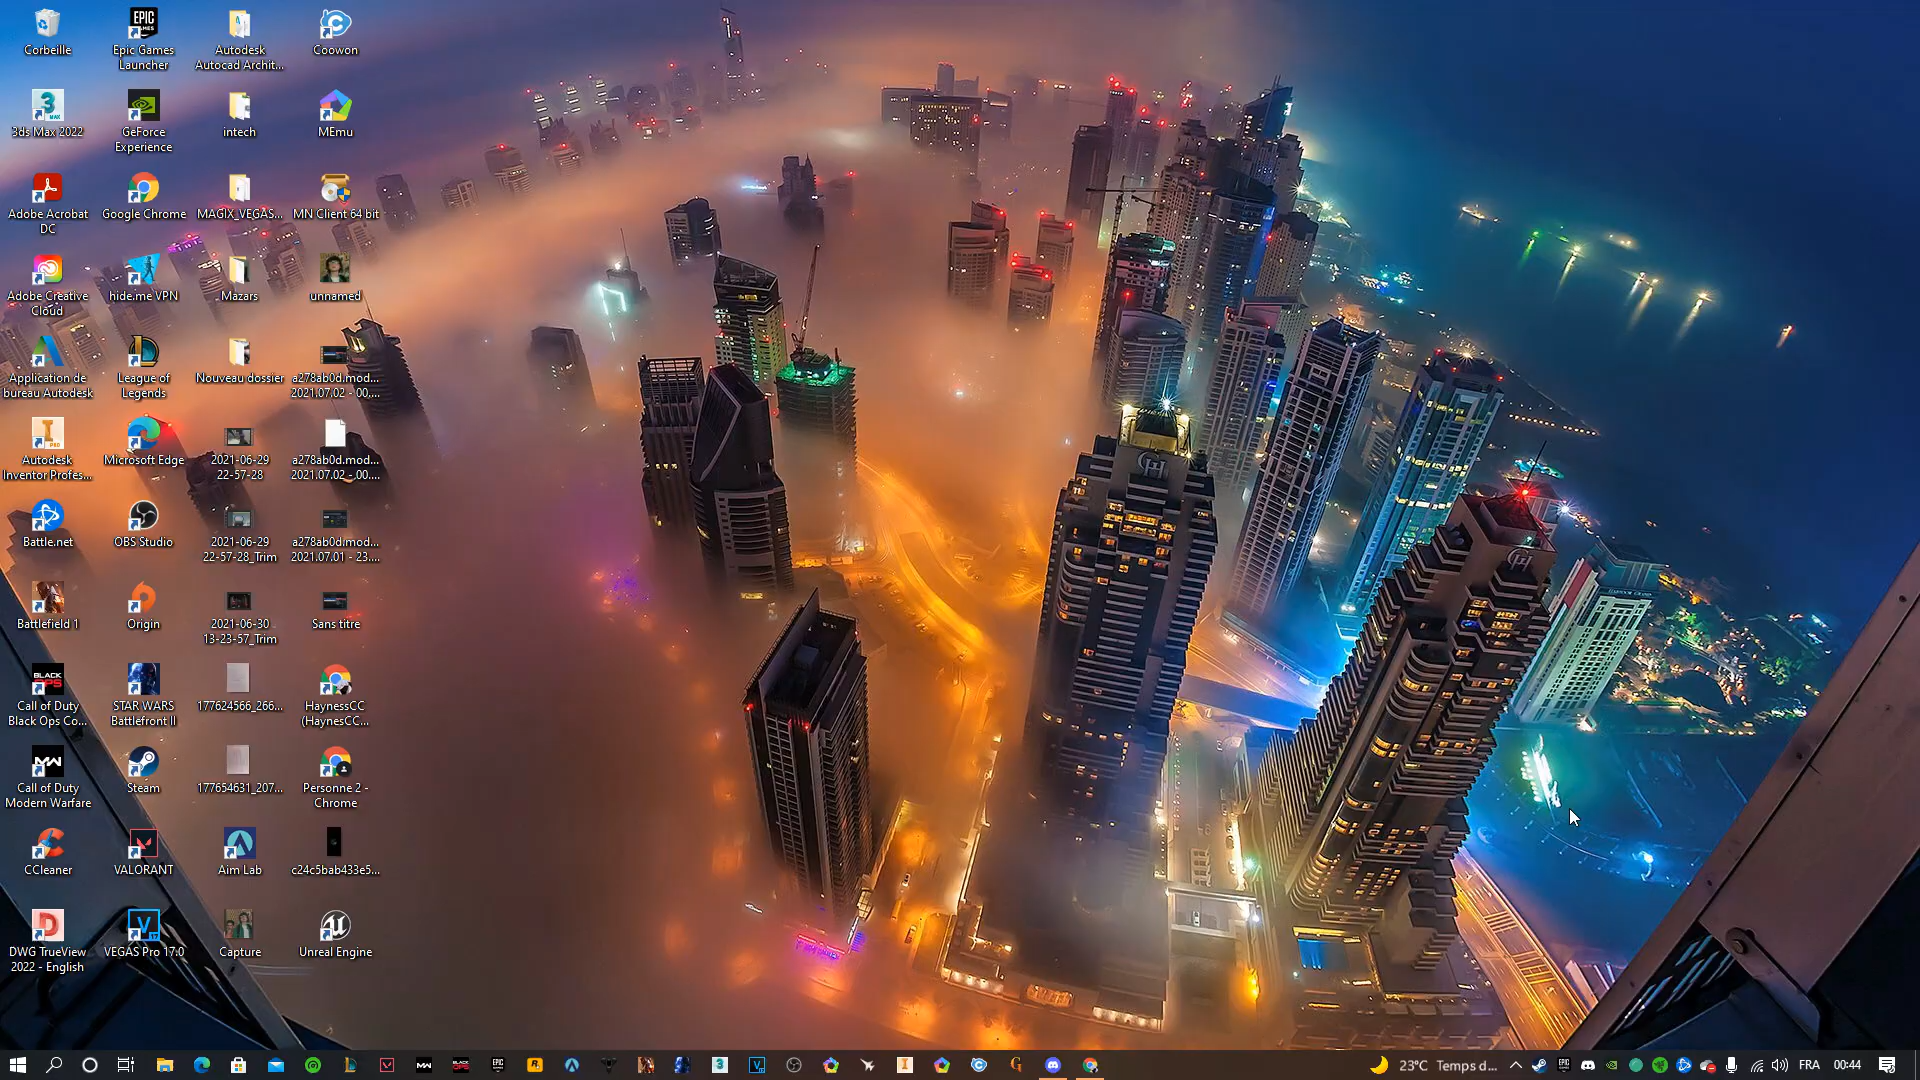 Corbeille
Epic Games
Launcher
Autodesk
Autocad Archit...
Coowon
3ds Max 2022
GeForce
Experience
intech
MEmu
Adobe Acrobat
DC
Google Chrome
MAGIX_VEGAS...
MN Client 64 bit
Adobe Creative
Cloud
hide.me VPN
Mazars
unnamed
Application de
bureau Autodesk
League of
Legends
Nouveau dossier
a278ab0d.mod...
2021.07.02 - 00....
Autodesk
Inventor Profes...
Microsoft Edge
2021-06-29
22-57-28
a278ab0d.mod...
2021.07.02 - 00....
Battle.net
OBS Studio
2021-06-29
22-57-28_Trim
a278ab0d.mod...
2021.07.01 - 23....
Battlefield 1
Origin
2021-06-30
13-23-57_Trim
Sans titre
Call of Duty
Black Ops Co...
STAR WARS
Battlefront II
177624566_266...
HaynessCC
(HaynesCC...
Call of Duty
Modern Warfare
Steam
177654631_207...
Personne 2 -
Chrome
CCleaner
VALORANT
Aim Lab
c24c5bab433e5...
DWG TrueView
2022 - English
VEGAS Pro 17.0
Capture
Unreal Engine
23°C Temps d...
FRA
00:44